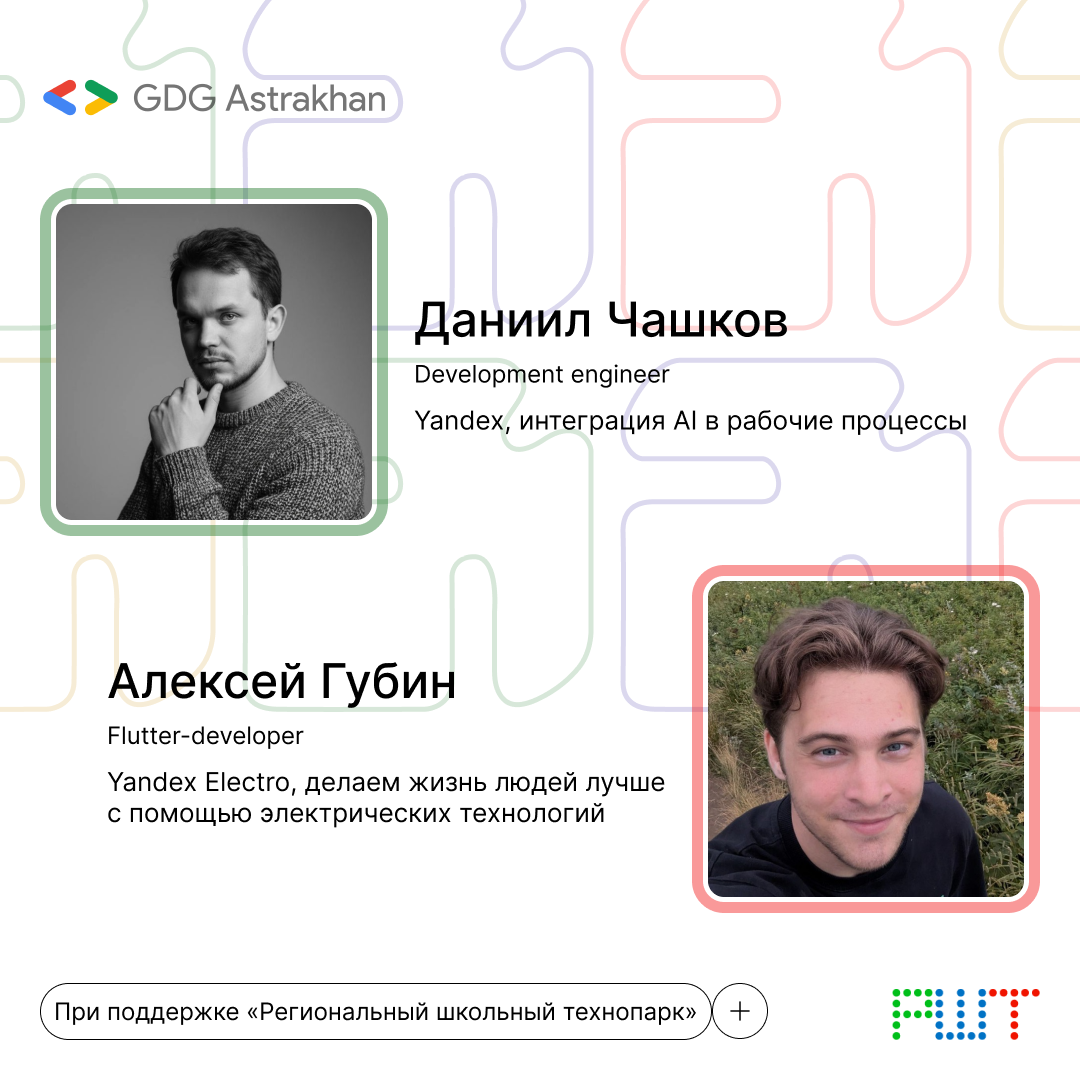 GDG Astrakhan
Даниил Чашков
Development engineer
Yandex, интеграция AI в рабочие процессы
Алексей Губин
Flutter-developer
Yandex Electro, делаем жизнь людей лучше
с помощью электрических технологий
При поддержке «Региональный школьный технопарк»
РШТ